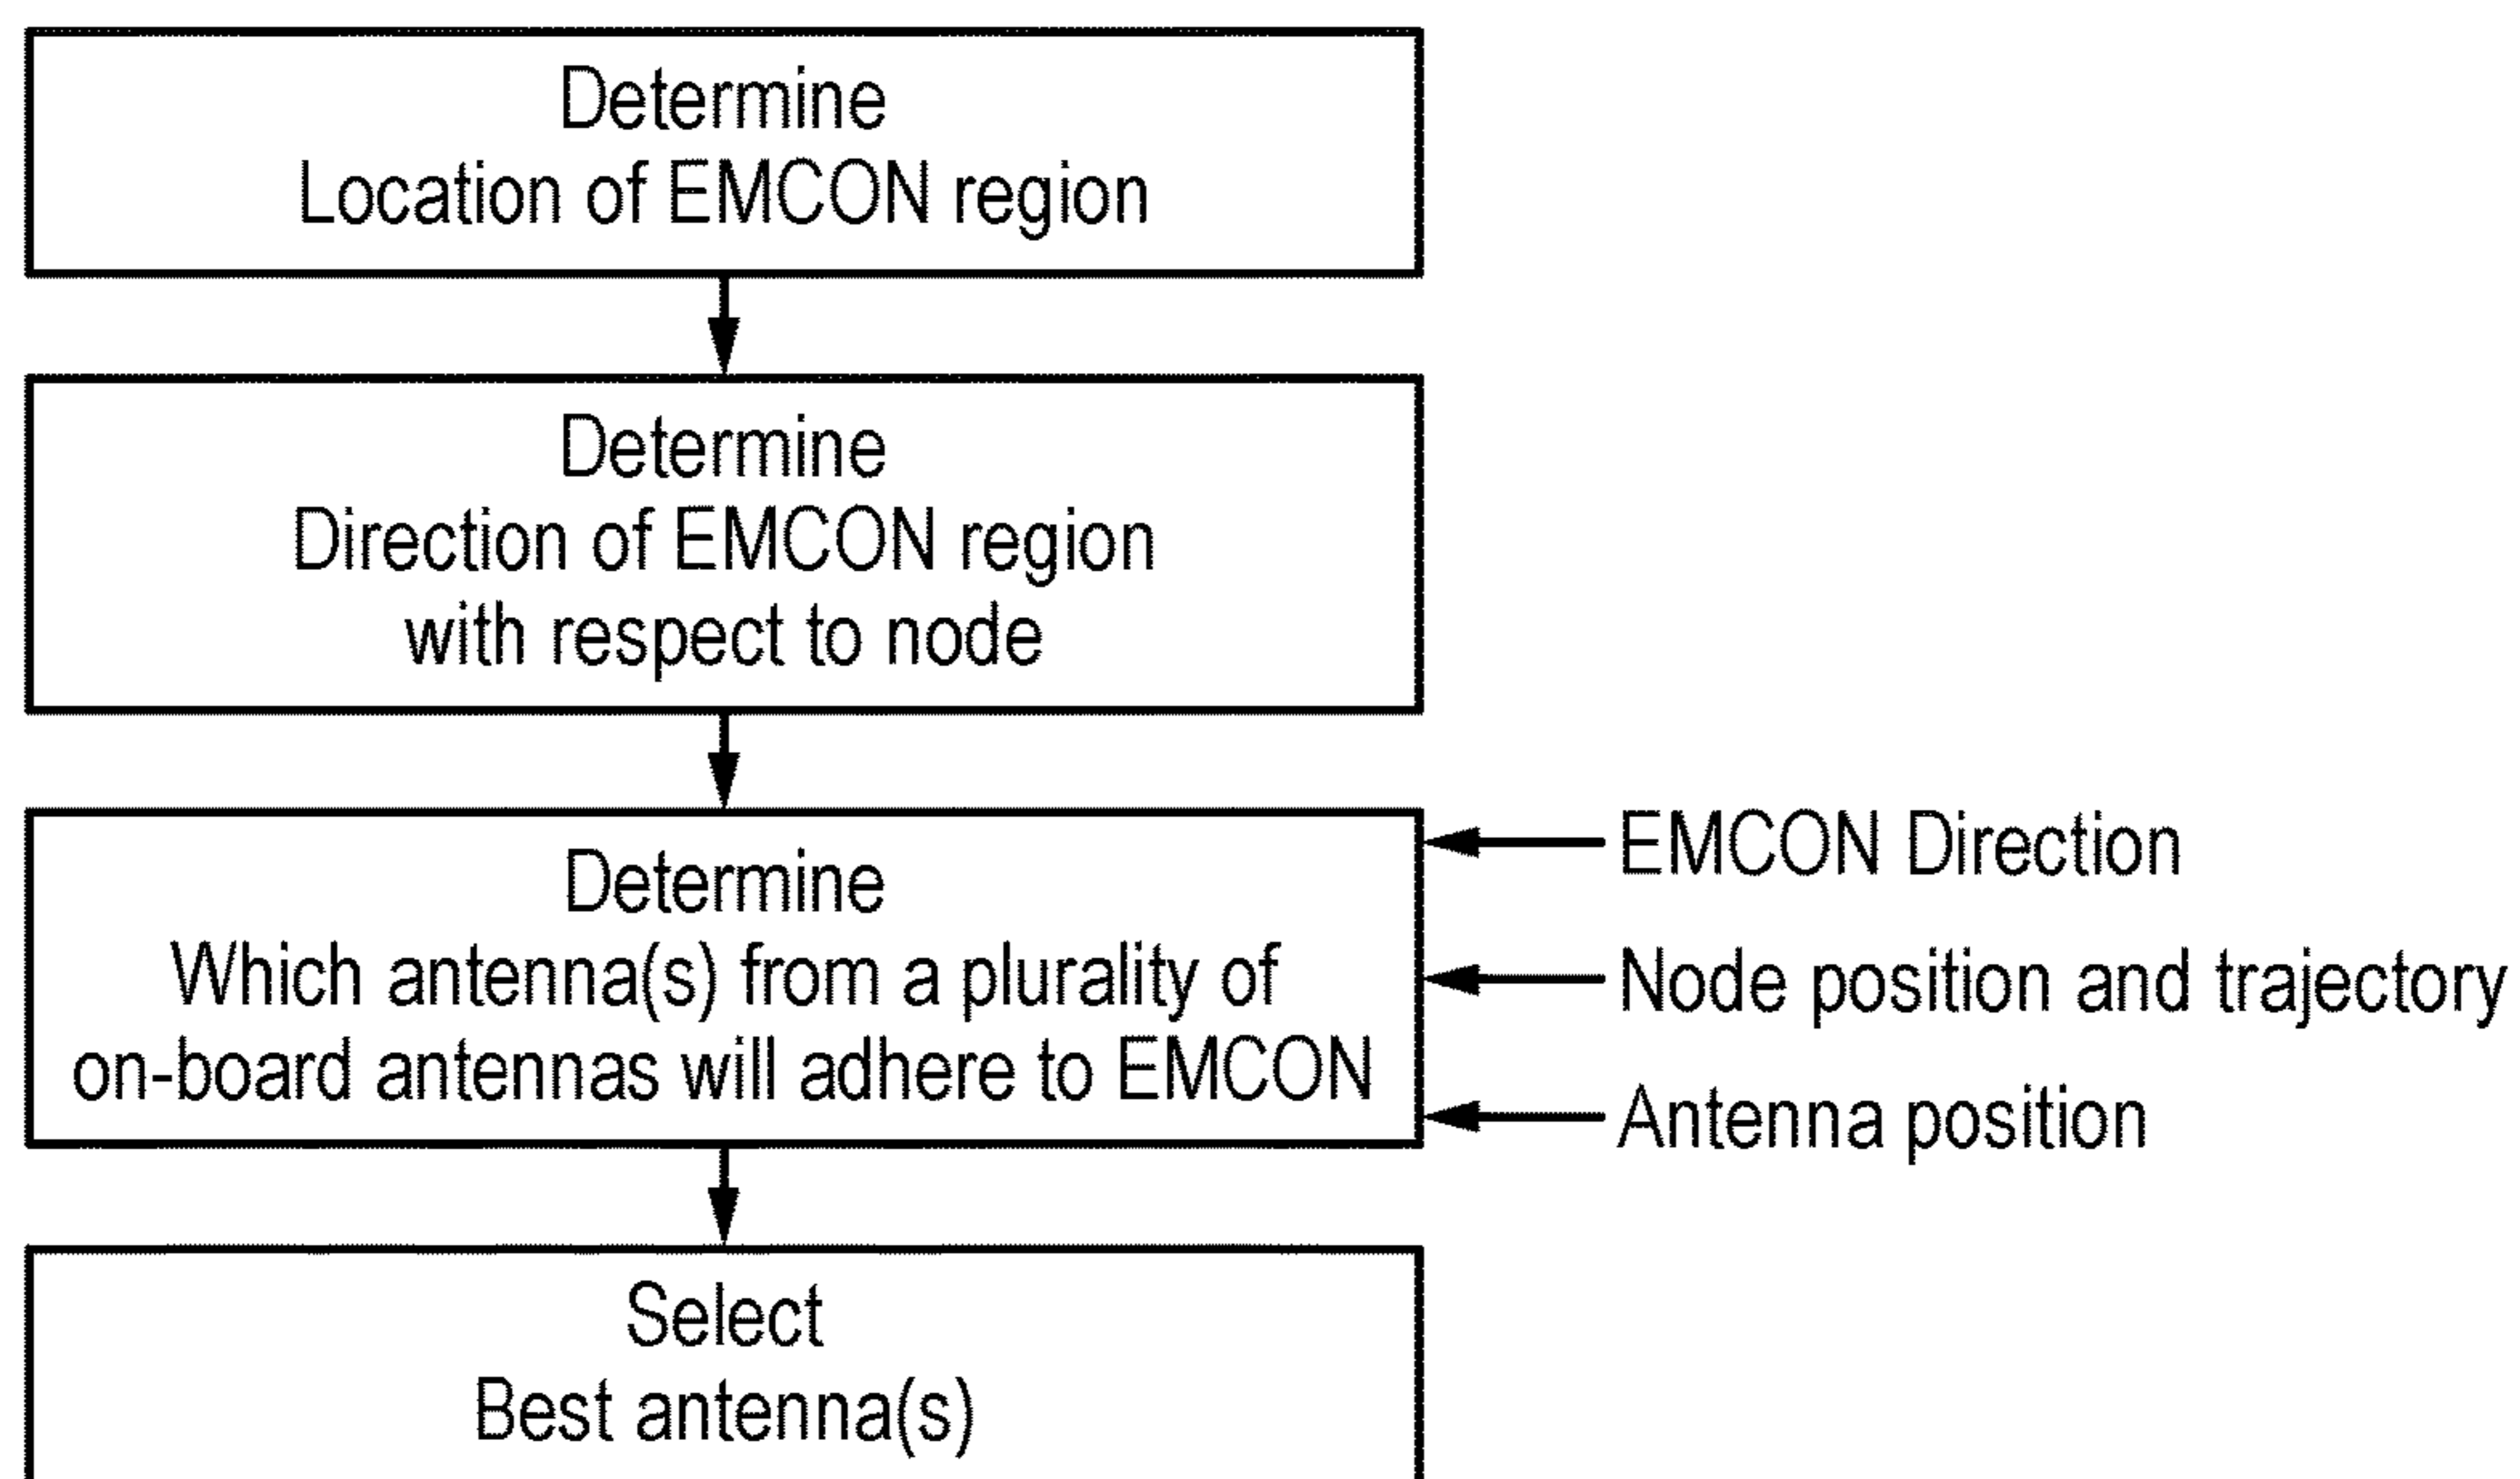 Determine
Location of EMCON region
Determine
Direction of EMCON region
with respect to node
Determine
Which antenna(s) from a plurality of
on-board antennas will adhere to EMCON
EMCON Direction
Node position and trajectory
Antenna position
Select
Best antenna(s)